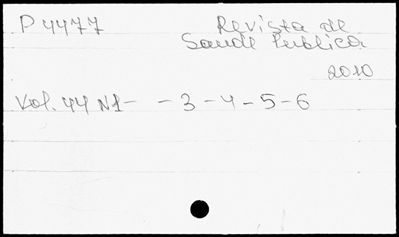 P4477 Revista de
Saude Publica
2010
Vol. 44 N1- - 3 - 4 - 5 - 6